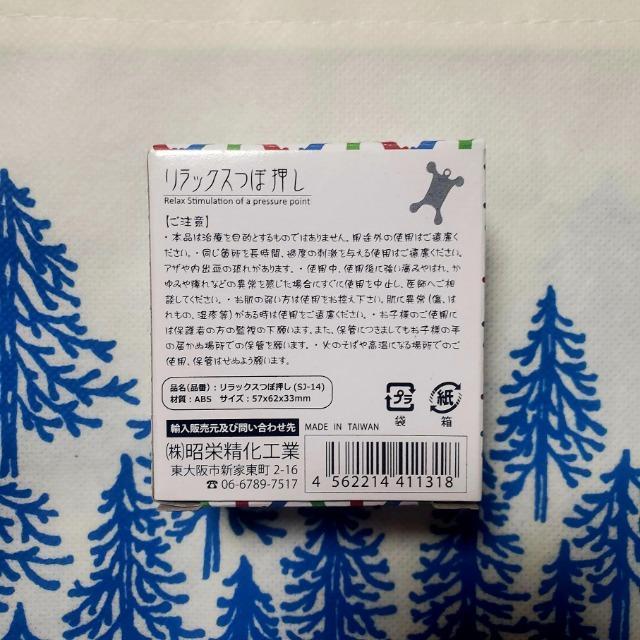 リラックスつぼ押し
Relax Stimulation of a pressure point
【ご注意】
・本品は治療を目的とするものではありません。用途外の使用はご遠慮く
ださい。・同じ箇所を長時間、過度の刺激を与える使用はご遠慮ください。
アザや内出血の恐れがあります。・使用中、使用後に強い痛みやはれ、か
ゆみや痺れなどの異常を感じた場合にすぐに使用を中止し、医師へご相
談してください。・お肌の弱い方は使用をお控え下さい。肌に異常(傷、は
れもの、湿疹等)がある時は使用をご遠慮ください。・お子様のご使用に
は保護者の方の監視の下願います。また、保管につきましてもお子様の手
の届かぬ場所での保管を願います。・火のそばや高温になる場所でのご
使用、保管はせぬよう願います。
品名(品番):リラックスつぼ押し(SJ-14)
材質:ABS サイズ:57x62x33mm
プラ
袋
紙
箱
輸入販売元及び問い合わせ先
MADE IN TAIWAN
㈱昭栄精化工業
東大阪市新家東町 2-16
☎06-6789-7517
4 562214 411318